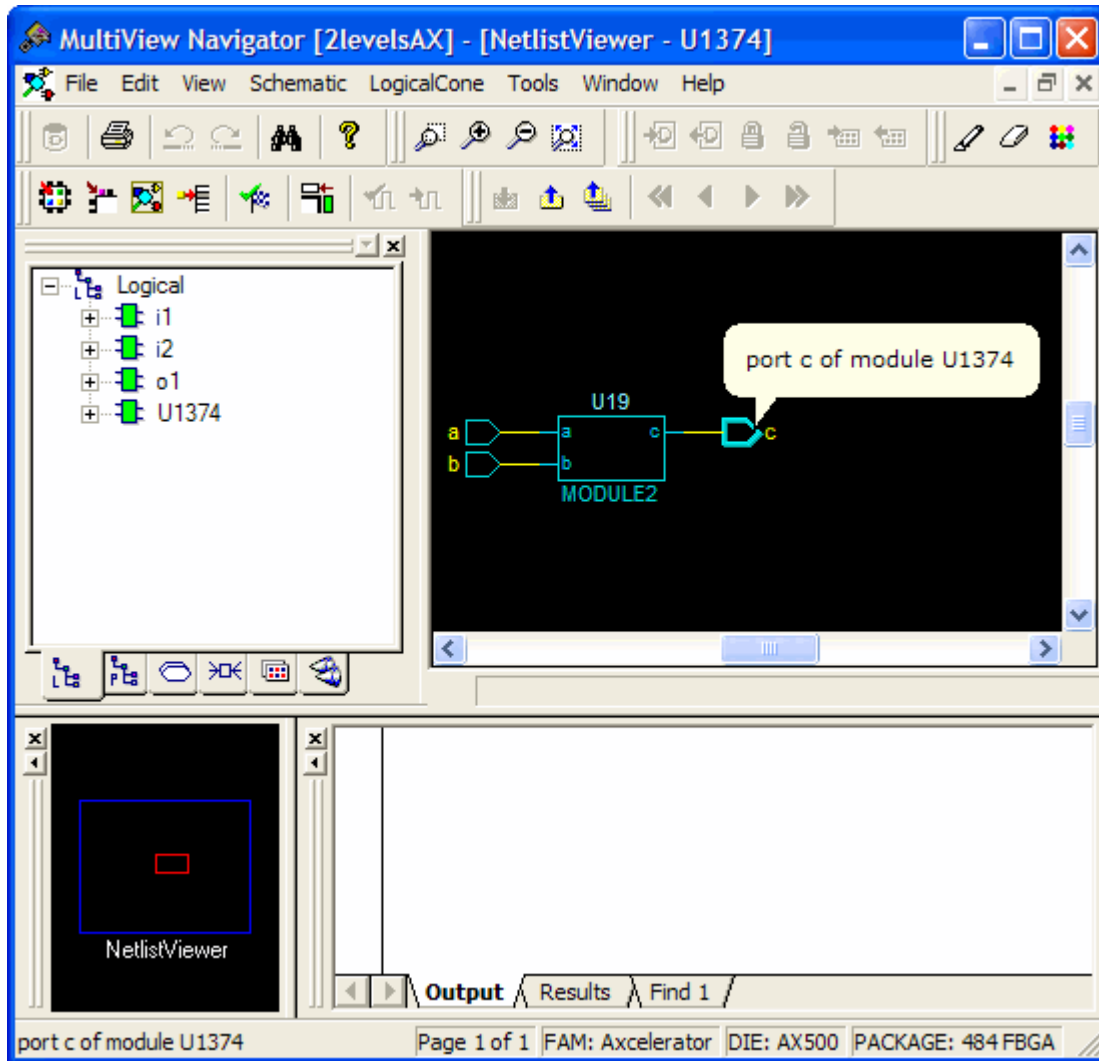 MultiView Navigator [2levelsAX] - [NetlistViewer - U1374]
File Edit View Schematic LogicalCone Tools Window Help
Logical
i1
i2
o1
U1374
port c of module U1374
U19
a a c c
b b
MODULE2
NetlistViewer
Output Results Find 1
port c of module U1374 Page 1 of 1 FAM: Axcelerator DIE: AX500 PACKAGE: 484 FBGA